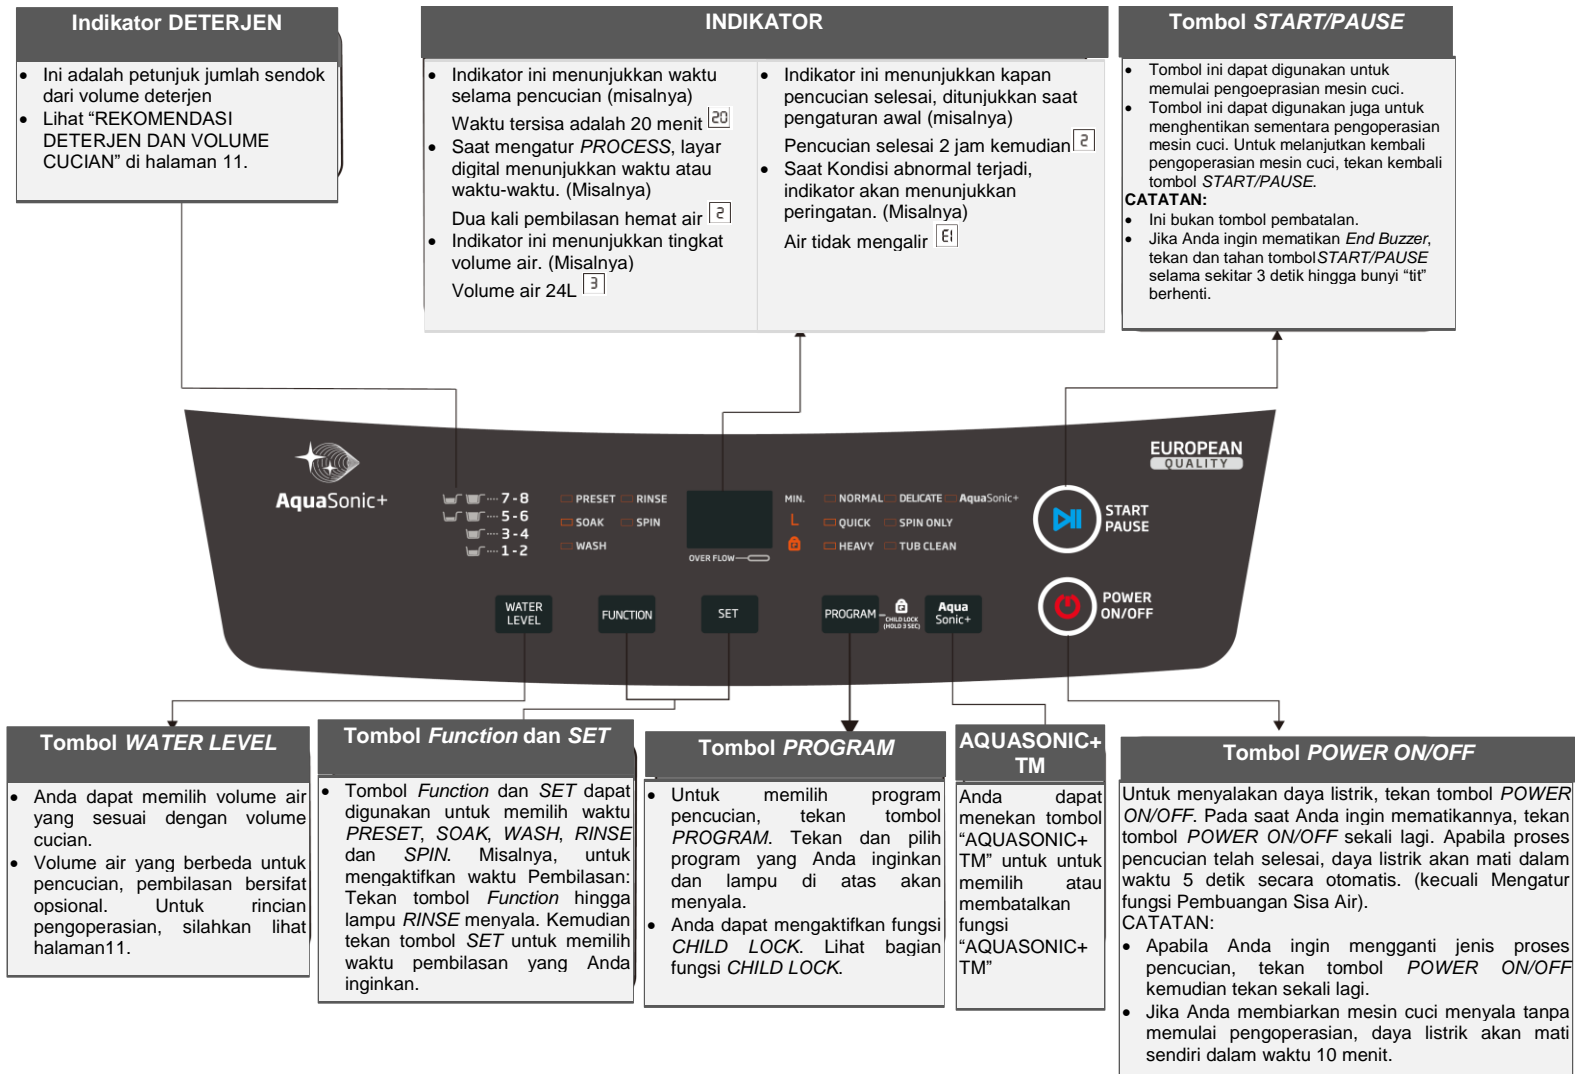 Indikator DETERJEN
• Ini adalah petunjuk jumlah sendok
dari volume deterjen
• Lihat “REKOMENDASI
DETERJEN DAN VOLUME
CUCIAN” di halaman 11.
INDIKATOR
• Indikator ini menunjukkan waktu
selama pencucian (misalnya)
Waktu tersisa adalah 20 menit 20
• Saat mengatur PROCESS, layar
digital menunjukkan waktu atau
waktu-waktu. (Misalnya)
Dua kali pembilasan hemat air 2
• Indikator ini menunjukkan tingkat
volume air. (Misalnya)
Volume air 24L 3
• Indikator ini menunjukkan kapan
pencucian selesai, ditunjukkan saat
pengaturan awal (misalnya)
Pencucian selesai 2 jam kemudian 2
• Saat Kondisi abnormal terjadi,
indikator akan menunjukkan
peringatan. (Misalnya)
Air tidak mengalir E1
Tombol START/PAUSE
• Tombol ini dapat digunakan untuk
memulai pengoeprasian mesin cuci.
• Tombol ini dapat digunakan juga untuk
menghentikan sementara pengoperasian
mesin cuci. Untuk melanjutkan kembali
pengoperasian mesin cuci, tekan kembali
tombol START/PAUSE.
CATATAN:
• Ini bukan tombol pembatalan.
• Jika Anda ingin mematikan End Buzzer,
tekan dan tahan tombolSTART/PAUSE
selama sekitar 3 detik hingga bunyi “tit”
berhenti.
AquaSonic+
7-8
5-6
3-4
1-2
PRESET RINSE
SOAK SPIN
WASH
OVER FLOW
MIN.
L
NORMAL DELICATE AquaSonic+
QUICK SPIN ONLY
HEAVY TUB CLEAN
EUROPEAN
QUALITY
START
PAUSE
WATER
LEVEL
FUNCTION
SET
PROGRAM
CHILD LOCK
(HOLD 3 SEC)
Aqua
Sonic+
POWER
ON/OFF
Tombol WATER LEVEL
• Anda dapat memilih volume air
yang sesuai dengan volume
cucian.
• Volume air yang berbeda untuk
pencucian, pembilasan bersifat
opsional. Untuk rincian
pengoperasian, silahkan lihat
halaman11.
Tombol Function dan SET
• Tombol Function dan SET dapat
digunakan untuk memilih waktu
PRESET, SOAK, WASH, RINSE
dan SPIN. Misalnya, untuk
mengaktifkan waktu Pembilasan:
Tekan tombol Function hingga
lampu RINSE menyala. Kemudian
tekan tombol SET untuk memilih
waktu pembilasan yang Anda
inginkan.
Tombol PROGRAM
• Untuk memilih program
pencucian, tekan tombol
PROGRAM. Tekan dan pilih
program yang Anda inginkan
dan lampu di atas akan
menyala.
• Anda dapat mengaktifkan fungsi
CHILD LOCK. Lihat bagian
fungsi CHILD LOCK.
AQUASONIC+
TM
Anda dapat
menekan tombol
“AQUASONIC+
TM” untuk untuk
memilih atau
membatalkan
fungsi
“AQUASONIC+
TM”
Tombol POWER ON/OFF
Untuk menyalakan daya listrik, tekan tombol POWER
ON/OFF. Pada saat Anda ingin mematikannya, tekan
tombol POWER ON/OFF sekali lagi. Apabila proses
pencucian telah selesai, daya listrik akan mati dalam
waktu 5 detik secara otomatis. (kecuali Mengatur
fungsi Pembuangan Sisa Air).
CATATAN:
• Apabila Anda ingin mengganti jenis proses
pencucian, tekan tombol POWER ON/OFF
kemudian tekan sekali lagi.
• Jika Anda membiarkan mesin cuci menyala tanpa
memulai pengoperasian, daya listrik akan mati
sendiri dalam waktu 10 menit.